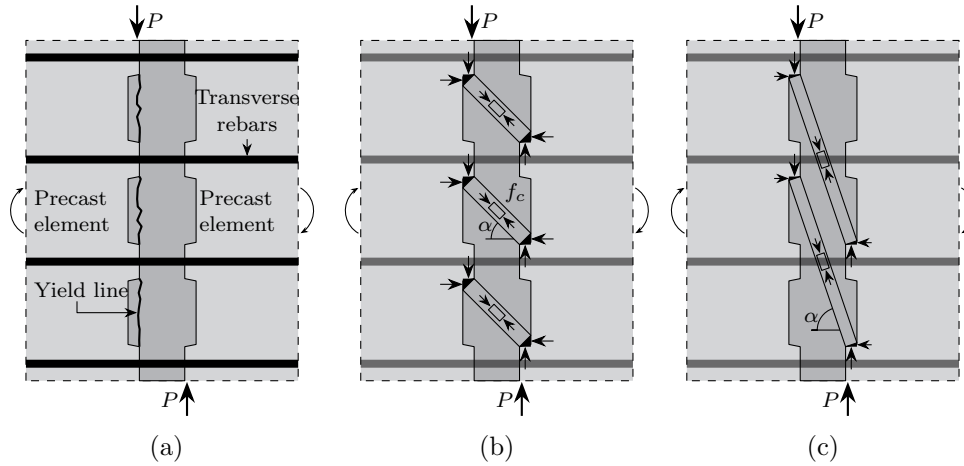 P
Transverse
rebars
Precast
element
Precast
element
Yield line
P
(a)
P
f_c
α
P
(b)
P
α
P
(c)